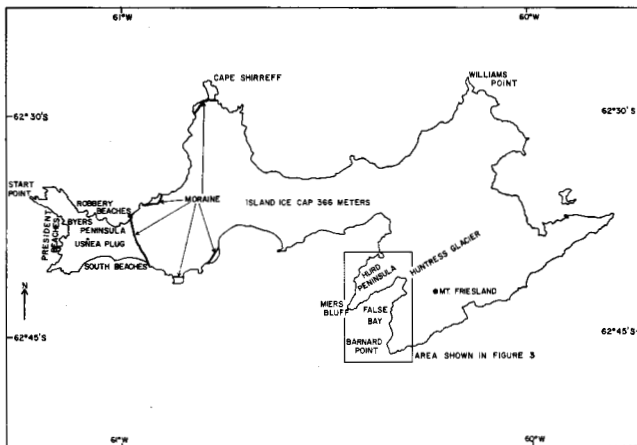 61°W
60°W
CAPE SHIRREFF
WILLIAMS
POINT
62°30'S
62°30'S
START
POINT
ROBBERY
BEACHES
MORAINE
ISLAND ICE CAP 366 METERS
PRESIDENT
BEACHES
BYERS
PENINSULA
USNEA PLUG
SOUTH BEACHES
HURD
PENINSULA
HUNTRESS GLACIER
N
MT. FRIESLAND
MIERS
BLUFF
FALSE
BAY
62°45'S
62°45'S
BARNARD
POINT
AREA SHOWN IN FIGURE 3
61°W
60°W